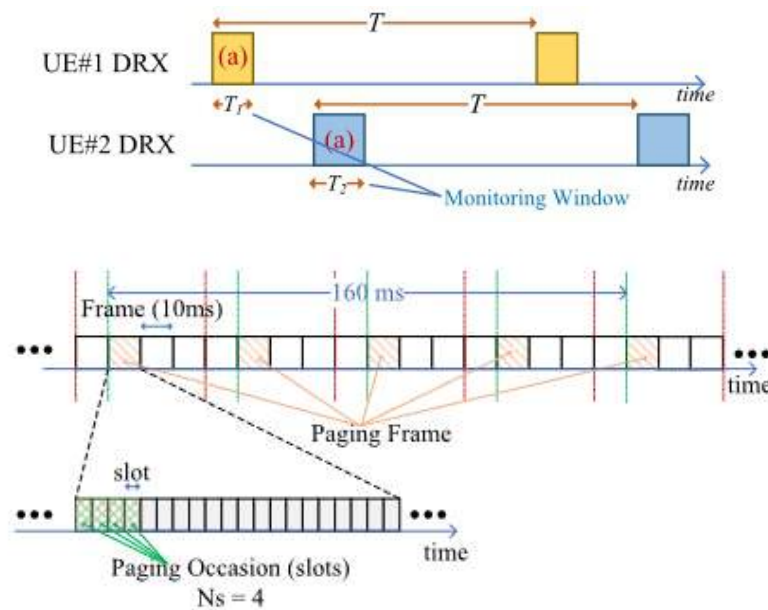 T
UE#1 DRX
(a)
time
T₁
T
UE#2 DRX
(a)
time
T₂
Monitoring Window
160 ms
Frame (10ms)
•••
•••
time
Paging Frame
slot
•••
•••
time
Paging Occasion (slots)
Ns = 4